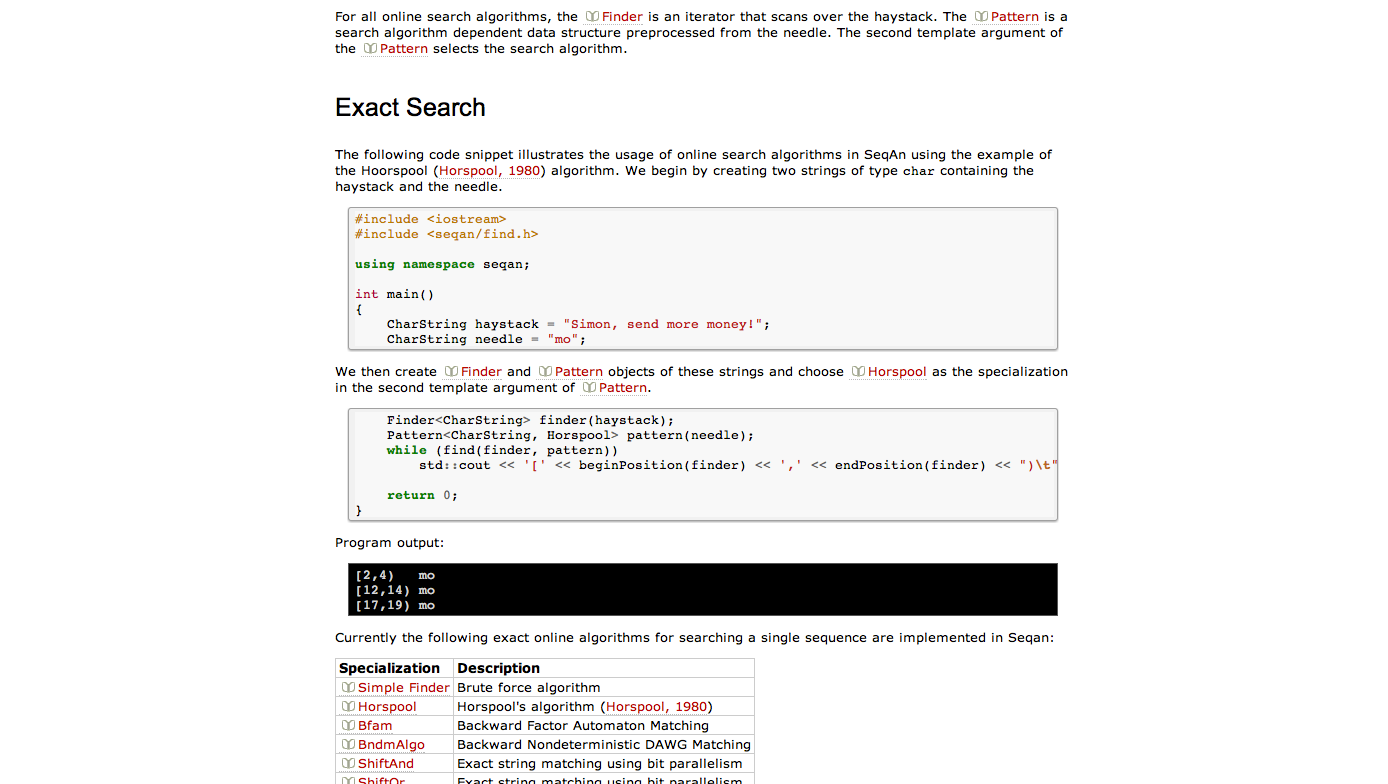 For all online search algorithms, the Finder is an iterator that scans over the haystack. The Pattern is a
search algorithm dependent data structure preprocessed from the needle. The second template argument of
the Pattern selects the search algorithm.
Exact Search
The following code snippet illustrates the usage of online search algorithms in SeqAn using the example of
the Hoorspool (Horspool, 1980) algorithm. We begin by creating two strings of type char containing the
haystack and the needle.
#include <iostream>
#include <seqan/find.h>
using namespace seqan;
int main()
{
CharString haystack = "Simon, send more money!";
CharString needle = "mo";
We then create Finder and Pattern objects of these strings and choose Horspool as the specialization
in the second template argument of Pattern.
Finder<CharString> finder(haystack);
Pattern<CharString, Horspool> pattern(needle);
while (find(finder, pattern))
std::cout << '[' << beginPosition(finder) << ',' << endPosition(finder) << ")\t"
return 0;
}
Program output:
[2,4) mo
[12,14) mo
[17,19) mo
Currently the following exact online algorithms for searching a single sequence are implemented in Seqan:
Specialization Description
Simple Finder Brute force algorithm
Horspool Horspool's algorithm (Horspool, 1980)
Bfam Backward Factor Automaton Matching
BndmAlgo Backward Nondeterministic DAWG Matching
ShiftAnd Exact string matching using bit parallelism
ShiftOr Exact string matching using bit parallelism